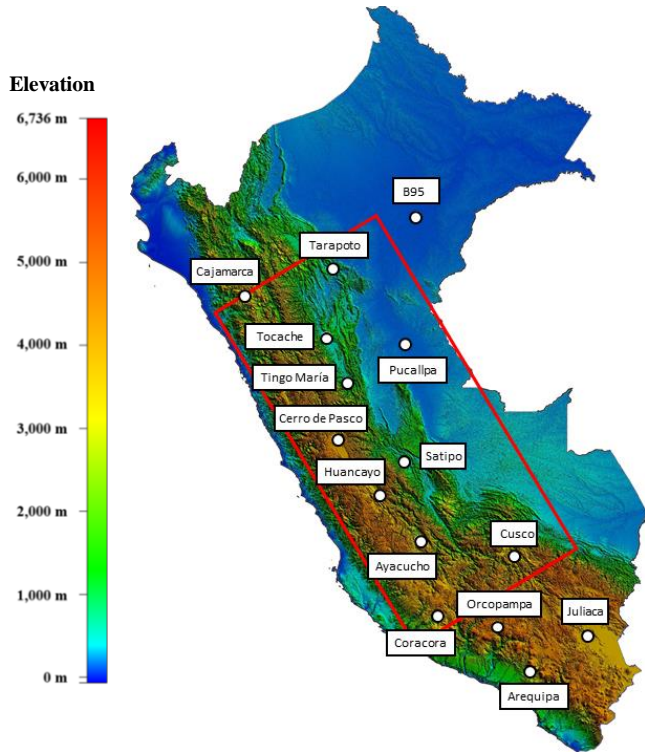 Elevation
6,736 m
6,000 m
5,000 m
4,000 m
3,000 m
2,000 m
1,000 m
0 m
B95
Tarapoto
Cajamarca
Tocache
Pucallpa
Tingo María
Cerro de Pasco
Satipo
Huancayo
Cusco
Ayacucho
Orcopampa
Juliaca
Coracora
Arequipa